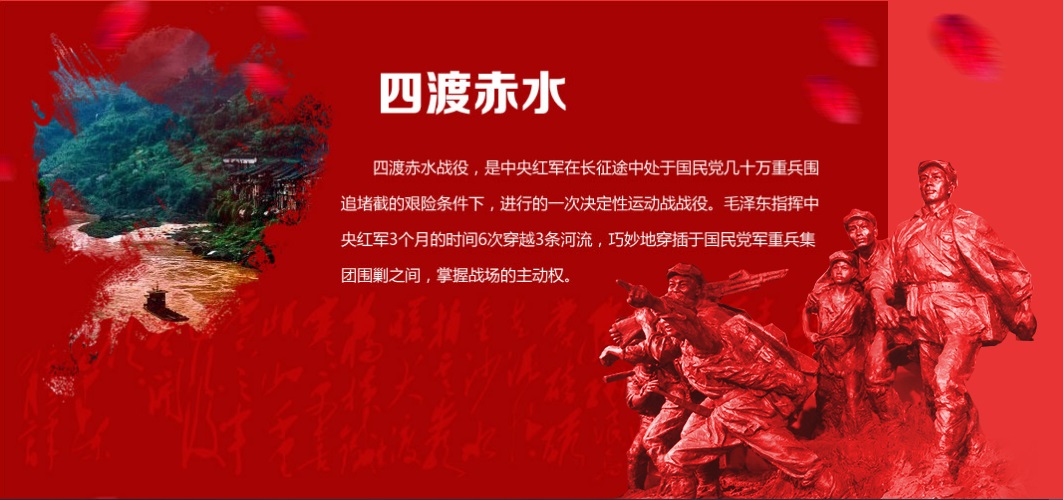 四渡赤水
四渡赤水战役，是中央红军在长征途中处于国民党几十万重兵围
追堵截的艰险条件下，进行的一次决定性运动战战役。毛泽东指挥中
央红军3个月的时间6次穿越3条河流，巧妙地穿插于国民党军重兵集
团围剿之间，掌握战场的主动权。